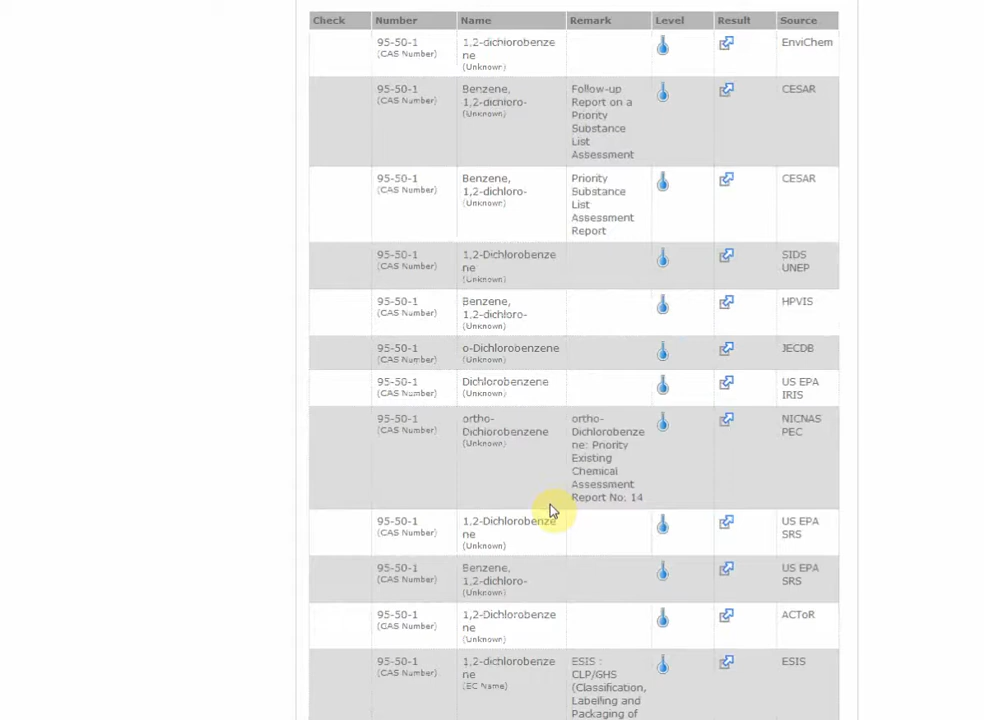 Check Number Name Remark Level Result Source
95-50-1 1,2-dichlorobenze EnviChem
(CAS Number) ne
(Unknown)
95-50-1 Benzene, Follow-up CESAR
(CAS Number) 1,2-dichloro- Report on a
(Unknown) Priority
Substance
List
Assessment
95-50-1 Benzene, Priority CESAR
(CAS Number) 1,2-dichloro- Substance
(Unknown) List
Assessment
Report
95-50-1 1,2-Dichlorobenze SIDS
(CAS Number) ne UNEP
(Unknown)
95-50-1 Benzene, HPVIS
(CAS Number) 1,2-dichloro-
(Unknown)
95-50-1 o-Dichlorobenzene JECDB
(CAS Number) (Unknown)
95-50-1 Dichlorobenzene US EPA
(CAS Number) (Unknown) IRIS
95-50-1 ortho- ortho- NICNAS
(CAS Number) Dichlorobenzene Dichlorobenze PEC
(Unknown) ne: Priority
Existing
Chemical
Assessment
Report No. 14
95-50-1 1,2-Dichlorobenze US EPA
(CAS Number) ne SRS
(Unknown)
95-50-1 Benzene, US EPA
(CAS Number) 1,2-dichloro- SRS
(Unknown)
95-50-1 1,2-Dichlorobenze ACToR
(CAS Number) ne
(Unknown)
95-50-1 1,2-dichlorobenze ESIS : ESIS
(CAS Number) ne CLP/GHS
(EC Name) (Classification,
Labelling and
Packaging of